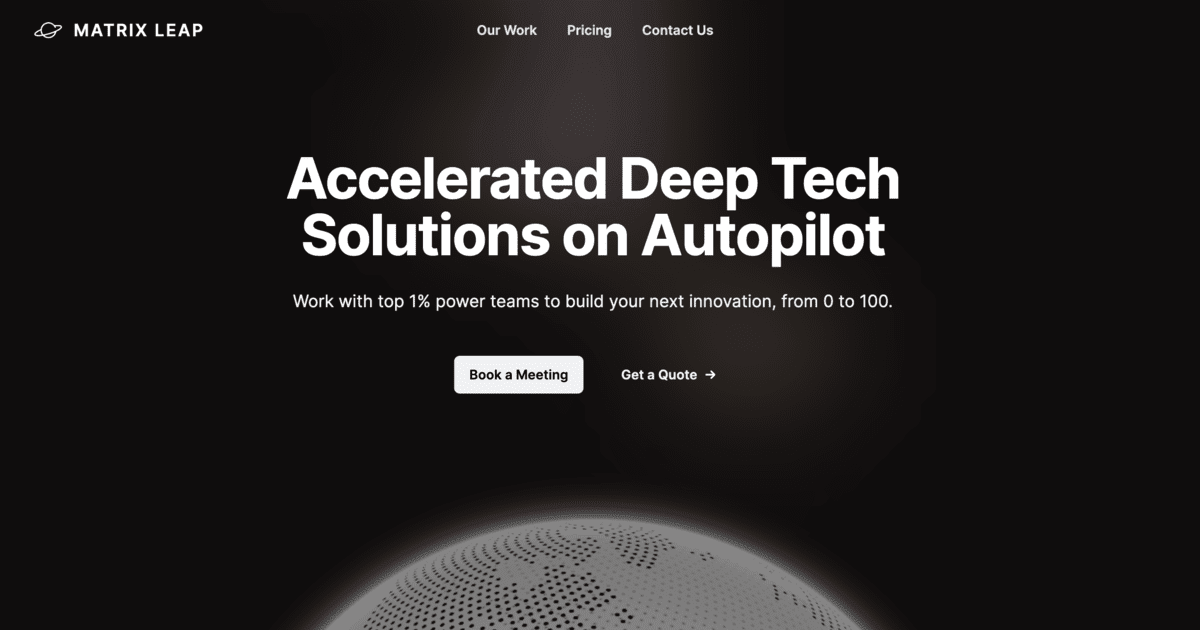 MATRIX LEAP
Our Work
Pricing
Contact Us
Accelerated Deep Tech
Solutions on Autopilot
Work with top 1% power teams to build your next innovation, from 0 to 100.
Book a Meeting
Get a Quote →